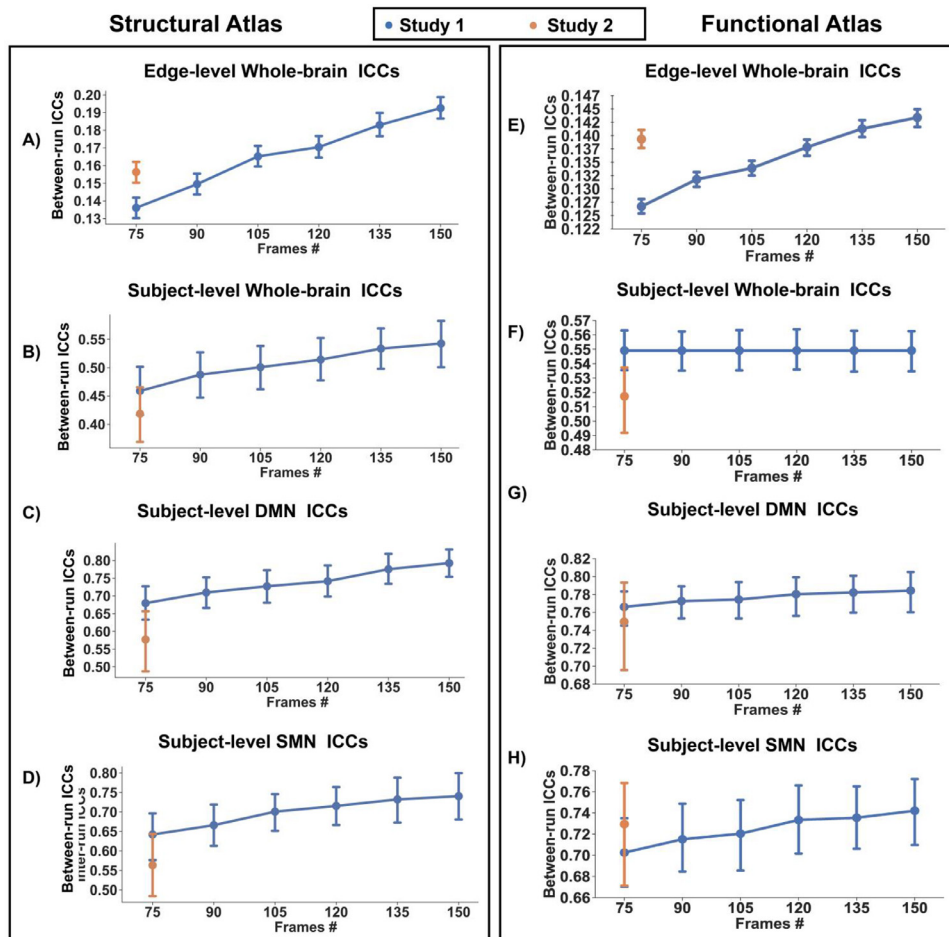 Structural Atlas
Study 1
Study 2
Functional Atlas
A)
Edge-level Whole-brain ICCs
Between-run ICCs
0.20
0.19
0.18
0.16
0.15
0.13
75 90 105 120 135 150
Frames #
B)
Subject-level Whole-brain ICCs
Between-run ICCs
0.55
0.50
0.45
0.40
75 90 105 120 135 150
Frames #
C)
Subject-level DMN ICCs
Between-run ICCs
0.80
0.75
0.70
0.65
0.60
0.55
0.50
75 90 105 120 135 150
Frames #
D)
Subject-level SMN ICCs
Between-run ICCs
Inter-run ICCs
0.80
0.75
0.70
0.65
0.60
0.55
0.50
75 90 105 120 135 150
Frames #
E)
Edge-level Whole-brain ICCs
Between-run ICCs
0.147
0.145
0.142
0.140
0.137
0.135
0.132
0.130
0.127
0.125
0.122
75 90 105 120 135 150
Frames #
F)
Subject-level Whole-brain ICCs
Between-run ICCs
0.57
0.56
0.55
0.54
0.53
0.52
0.51
0.50
0.49
0.48
75 90 105 120 135 150
Frames #
G)
Subject-level DMN ICCs
Between-run ICCs
0.82
0.80
0.78
0.76
0.74
0.72
0.70
0.68
75 90 105 120 135 150
Frames #
H)
Subject-level SMN ICCs
Between-run ICCs
0.78
0.76
0.74
0.72
0.70
0.68
0.66
75 90 105 120 135 150
Frames #